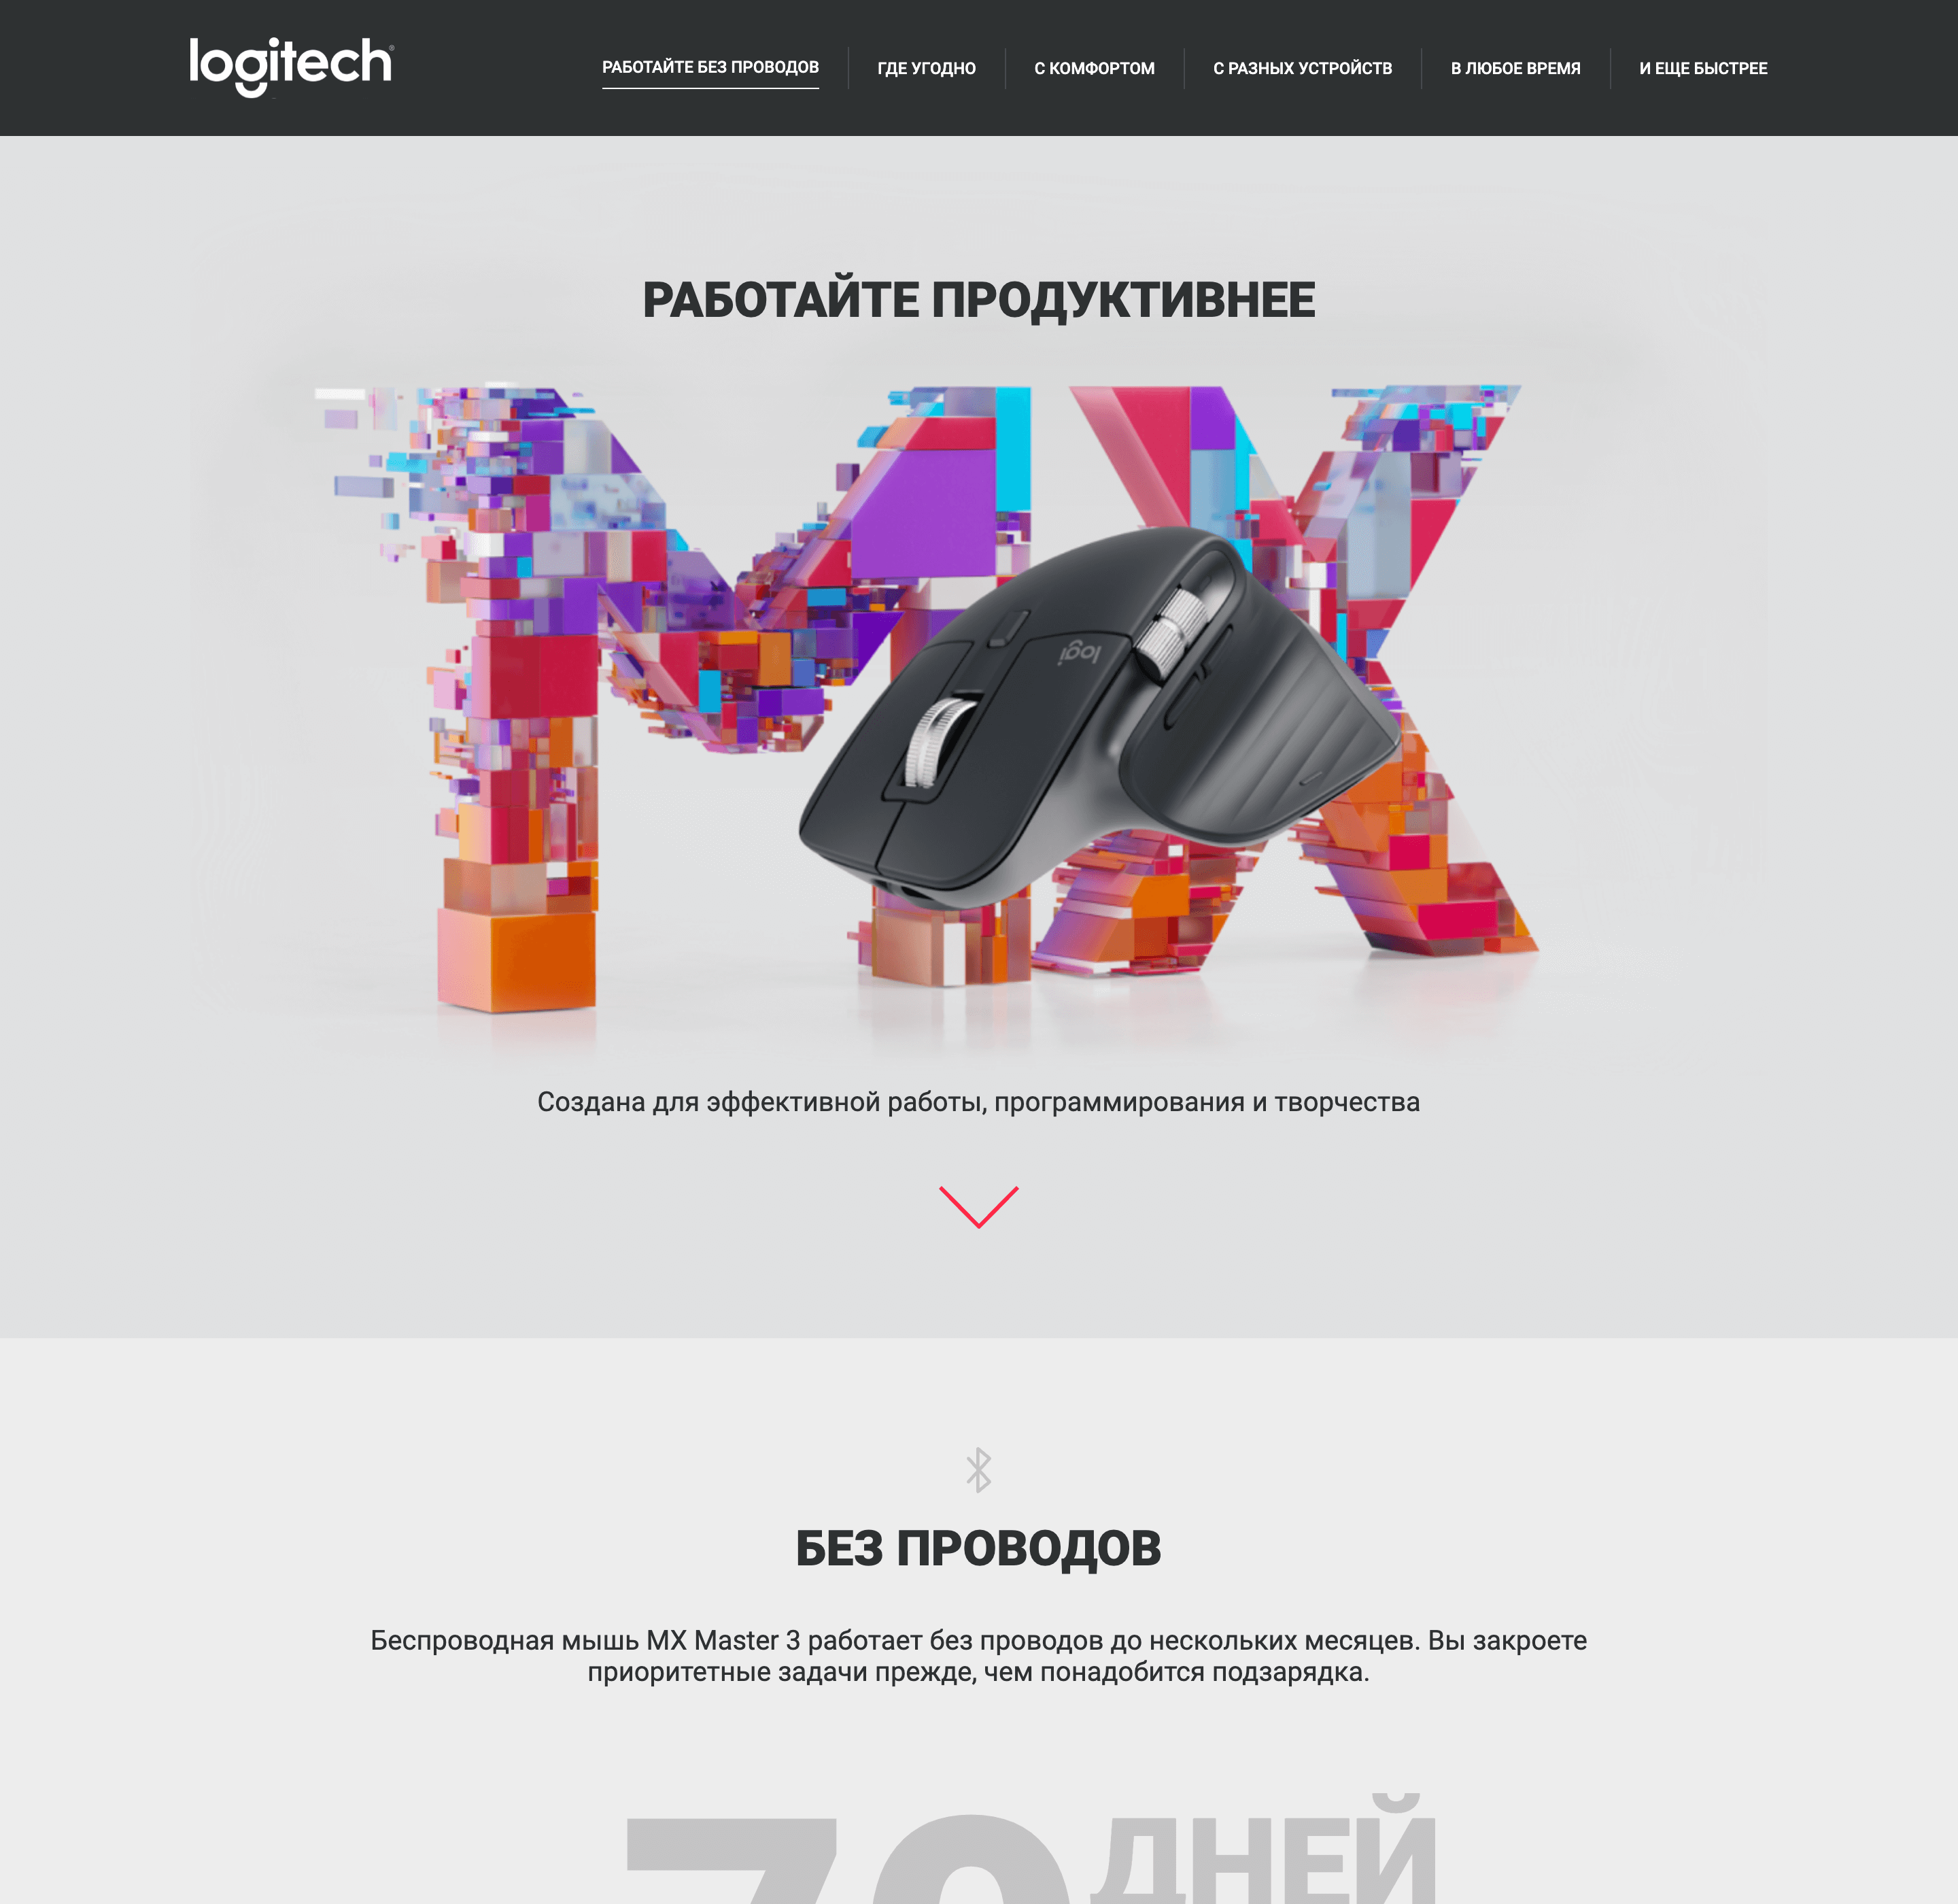 logitech
РАБОТАЙТЕ БЕЗ ПРОВОДОВ
ГДЕ УГОДНО
С КОМФОРТОМ
С РАЗНЫХ УСТРОЙСТВ
В ЛЮБОЕ ВРЕМЯ
И ЕЩЕ БЫСТРЕЕ
РАБОТАЙТЕ ПРОДУКТИВНЕЕ
MX
logi
Создана для эффективной работы, программирования и творчества
БЕЗ ПРОВОДОВ
Беспроводная мышь MX Master 3 работает без проводов до нескольких месяцев. Вы закроете
приоритетные задачи прежде, чем понадобится подзарядка.
ДНЕЙ